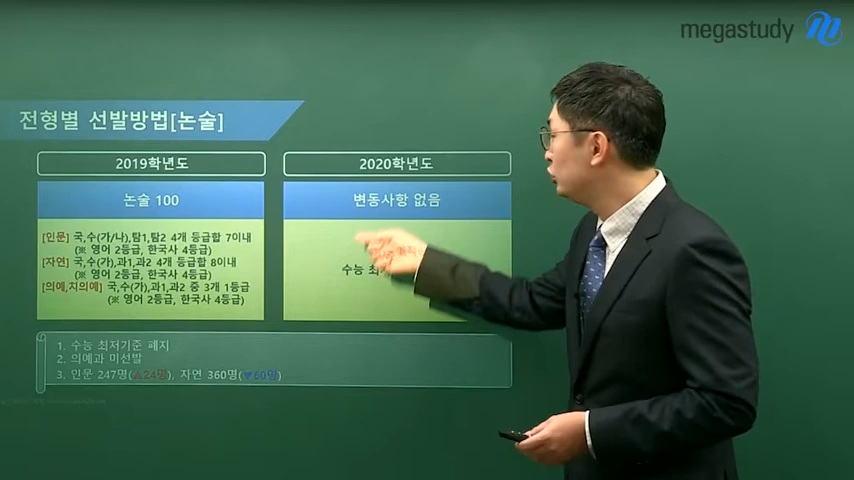 megastudy
전형별 선발방법[논술]
2019학년도
2020학년도
논술 100
변동사항 없음
[인문] 국,수(가/나),탐1,탐2 4개 등급합 7이내
(※ 영어 2등급, 한국사 4등급)
[자연] 국,수(가),과1,과2 4개 등급합 8이내
(※ 영어 2등급, 한국사 4등급)
[의예,치의예] 국,수(가),과1,과2 중 3개 1등급
(※ 영어 2등급, 한국사 4등급)
수능
1. 수능 최저기준 폐지
2. 의예과 미선발
3. 인문 247명(▲24명), 자연 360명(▼60명)